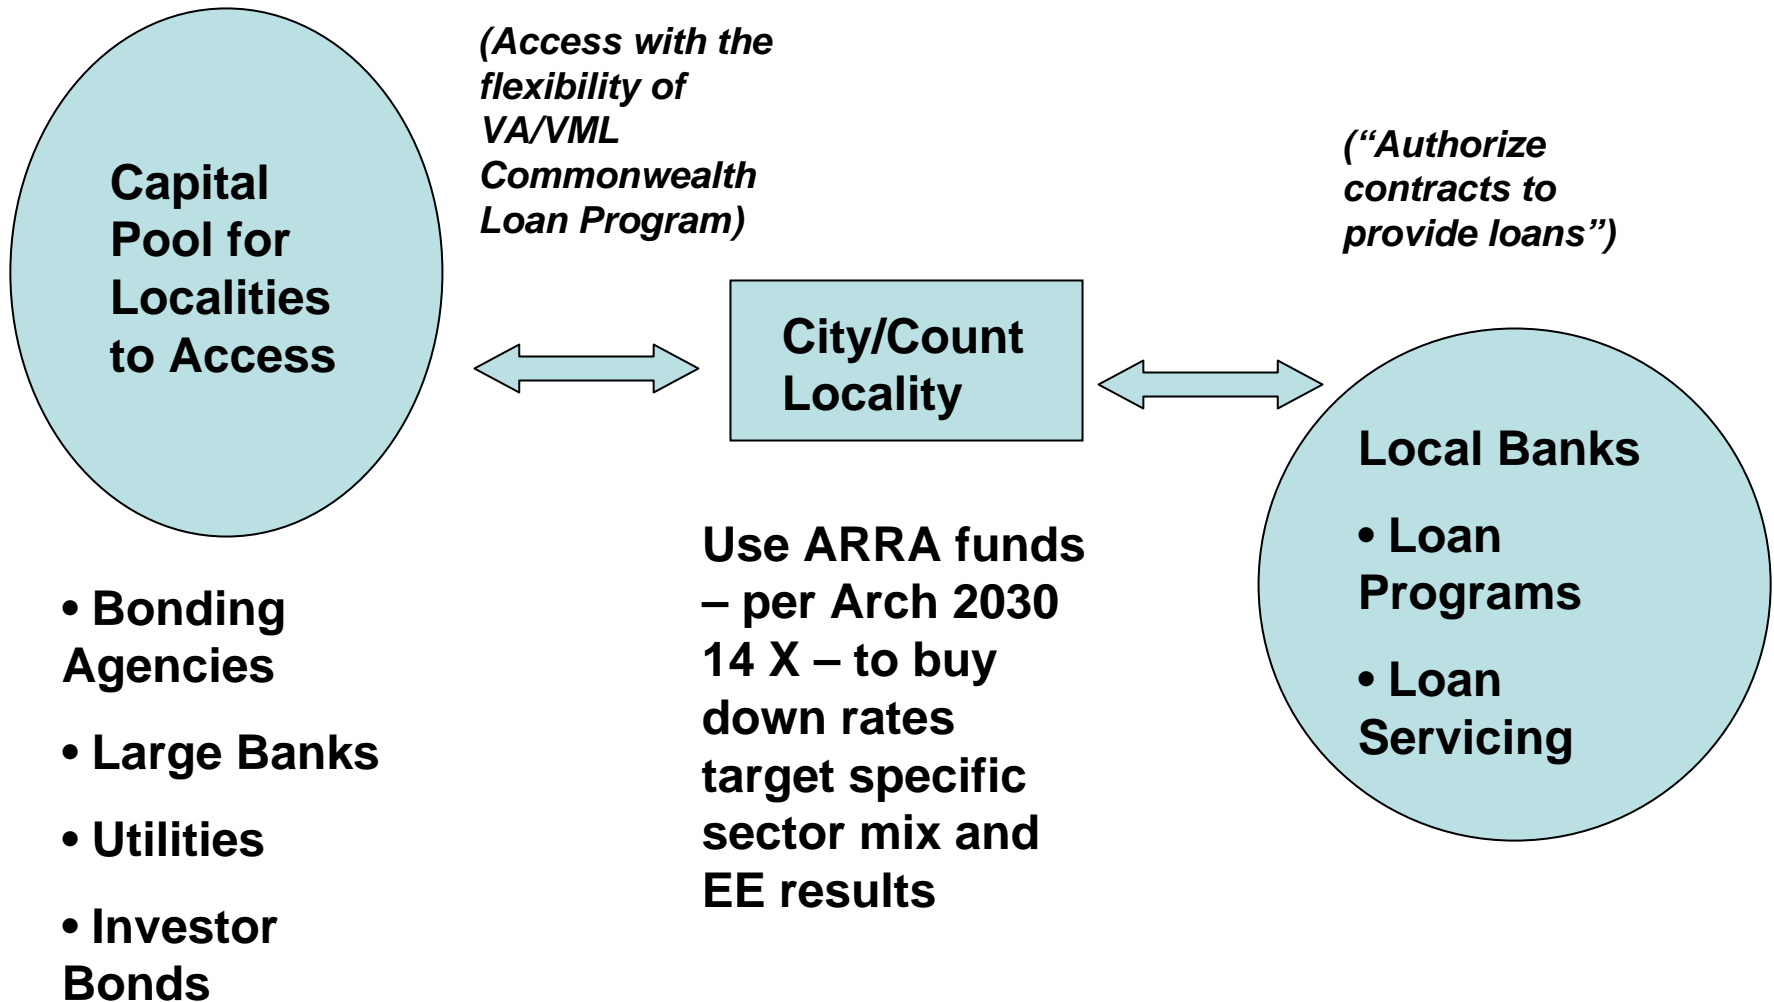 Capital
Pool for
Localities
to Access
• Bonding
Agencies
• Large Banks
• Utilities
• Investor
Bonds
(Access with the
flexibility of
VA/VML
Commonwealth
Loan Program)
City/Count
Locality
Use ARRA funds
– per Arch 2030
14 X – to buy
down rates
target specific
sector mix and
EE results
(“Authorize
contracts to
provide loans”)
Local Banks
• Loan
Programs
• Loan
Servicing